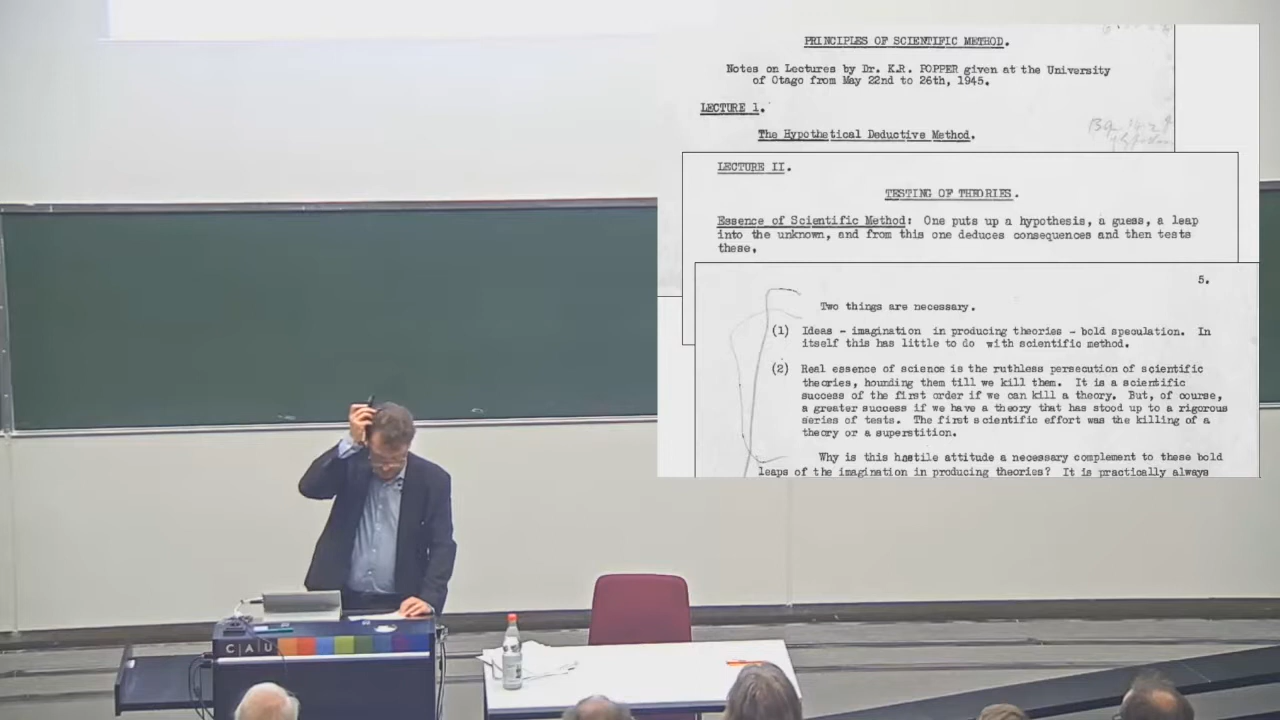 PRINCIPLES OF SCIENTIFIC METHOD.
Notes on Lectures by Dr. K.R. POPPER given at the University
of Otago from May 22nd to 26th, 1945.
LECTURE 1.
The Hypothetical Deductive Method.
LECTURE II.
TESTING OF THEORIES.
Essence of Scientific Method: One puts up a hypothesis, a guess, a leap
into the unknown, and from this one deduces consequences and then tests
these.
5.
Two things are necessary.
(1) Ideas - imagination in producing theories - bold speculation. In
itself this has little to do with scientific method.
(2) Real essence of science is the ruthless persecution of scientific
theories, hounding them till we kill them. It is a scientific
success of the first order if we can kill a theory. But, of course,
a greater success if we have a theory that has stood up to a rigorous
series of tests. The first scientific effort was the killing of a
theory or a superstition.
Why is this hostile attitude a necessary complement to these bold
leaps of the imagination in producing theories? It is practically always
C|A|U